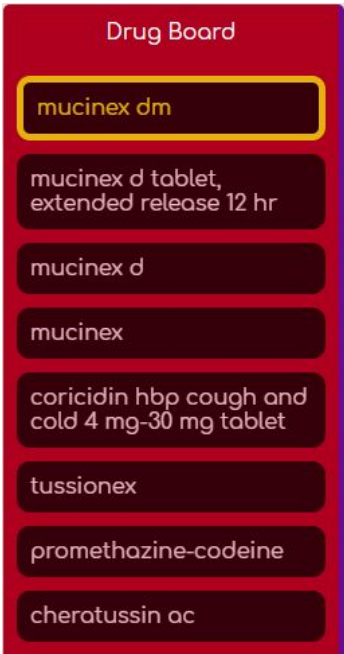 Drug Board
mucinex dm
mucinex d tablet,
extended release 12 hr
mucinex d
mucinex
coricidin hbp cough and
cold 4 mg-30 mg tablet
tussionex
promethazine-codeine
cheratussin ac